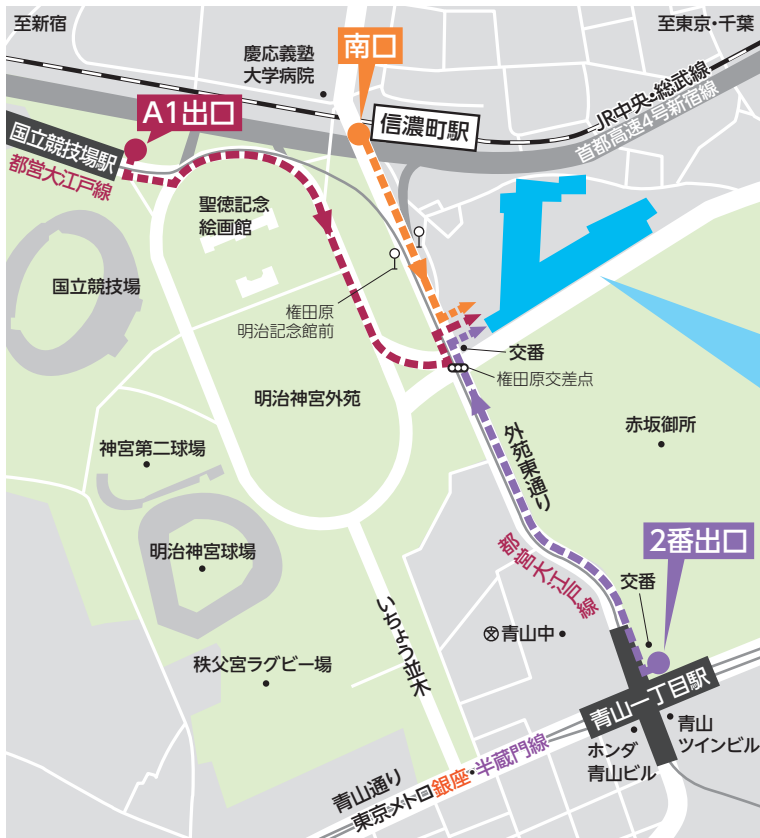 至新宿
至東京・千葉
慶応義塾
大学病院
南口
A1出口
信濃町駅
JR中央・総武線
首都高速4号新宿線
国立競技場駅
都営大江戸線
聖徳記念
絵画館
国立競技場
権田原
明治記念館前
交番
権田原交差点
明治神宮外苑
外苑東通り
赤坂御所
神宮第二球場
2番出口
都営大江戸線
明治神宮球場
交番
いちょう並木
青山中
秩父宮ラグビー場
青山一丁目駅
青山
ツインビル
ホンダ
青山ビル
青山通り
東京メトロ銀座・半蔵門線